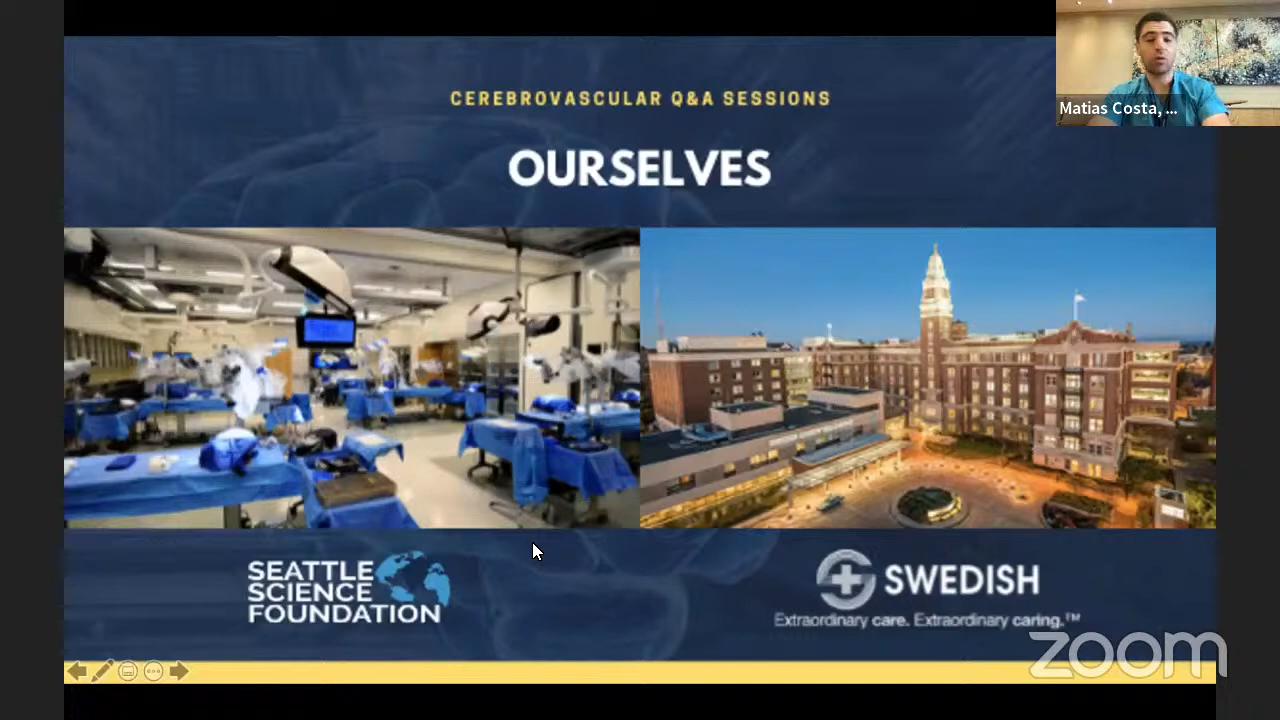 CEREBROVASCULAR Q&A SESSIONS
OURSELVES
Matias Costa, ...
SEATTLE
SCIENCE
FOUNDATION
SWEDISH
Extraordinary care. Extraordinary caring.™
zoom